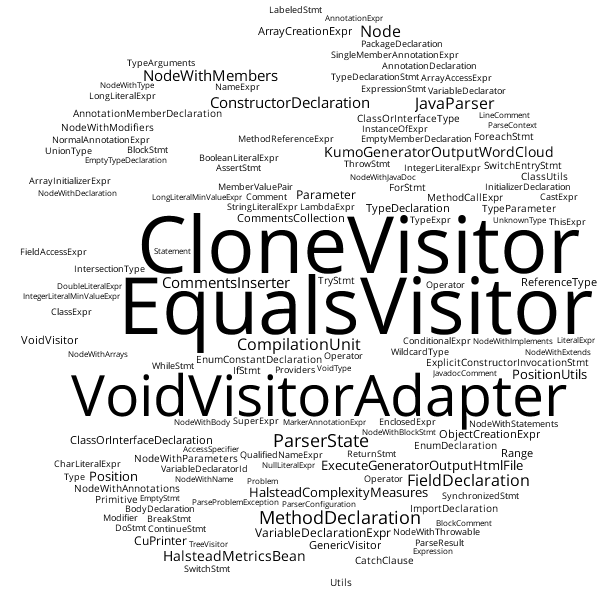 LabeledStmt
AnnotationExpr
ArrayCreationExpr Node
PackageDeclaration
SingleMemberAnnotationExpr
TypeArguments AnnotationDeclaration
NodeWithMembers TypeDeclarationStmt ArrayAccessExpr
NodeWithType NameExpr ExpressionStmt VariableDeclarator
LongLiteralExpr ConstructorDeclaration JavaParser
AnnotationMemberDeclaration ClassOrInterfaceType LineComment
NodeWithModifiers InstanceOfExpr ParseContext
NormalAnnotationExpr MethodReferenceExpr EmptyMemberDeclaration ForeachStmt
UnionType BlockStmt KumoGeneratorOutputWordCloud
EmptyTypeDeclaration BooleanLiteralExpr ThrowStmt
AssertStmt IntegerLiteralExpr SwitchEntryStmt
ArrayInitializerExpr NodeWithJavaDoc ClassUtils
NodeWithDeclaration MemberValuePair ForStmt InitializerDeclaration
LongLiteralMinValueExpr Comment Parameter MethodCallExpr CastExpr
StringLiteralExpr LambdaExpr TypeDeclaration TypeParameter
CommentsCollection TypeExpr UnknownType ThisExpr
CloneVisitor
FieldAccessExpr Statement
IntersectionType
CommentsInserter TryStmt Operator ReferenceType
DoubleLiteralExpr
IntegerLiteralMinValueExpr
EqualsVisitor
ClassExpr
VoidVisitor CompilationUnit ConditionalExpr NodeWithImplements LiteralExpr
NodeWithArrays EnumConstantDeclaration Operator WildcardType NodeWithExtends
WhileStmt IfStmt Providers VoidType ExplicitConstructorInvocationStmt
JavadocComment PositionUtils
VoidVisitorAdapter
NodeWithBody SuperExpr MarkerAnnotationExpr EnclosedExpr NodeWithStatements
NodeWithBlockStmt ObjectCreationExpr
ClassOrInterfaceDeclaration ParserState EnumDeclaration
AccessSpecifier
NodeWithParameters QualifiedNameExpr ReturnStmt Range
CharLiteralExpr VariableDeclaratorId NullLiteralExpr ExecuteGeneratorOutputHtmlFile
Type Position NodeWithName Problem Operator FieldDeclaration
NodeWithAnnotations HalsteadComplexityMeasures
Primitive EmptyStmt ParseProblemException ParserConfiguration SynchronizedStmt
BodyDeclaration ImportDeclaration
Modifier BreakStmt MethodDeclaration BlockComment
DoStmt ContinueStmt VariableDeclarationExpr NodeWithThrowable
CuPrinter TreeVisitor GenericVisitor ParseResult
HalsteadMetricsBean Expression
SwitchStmt CatchClause
Utils